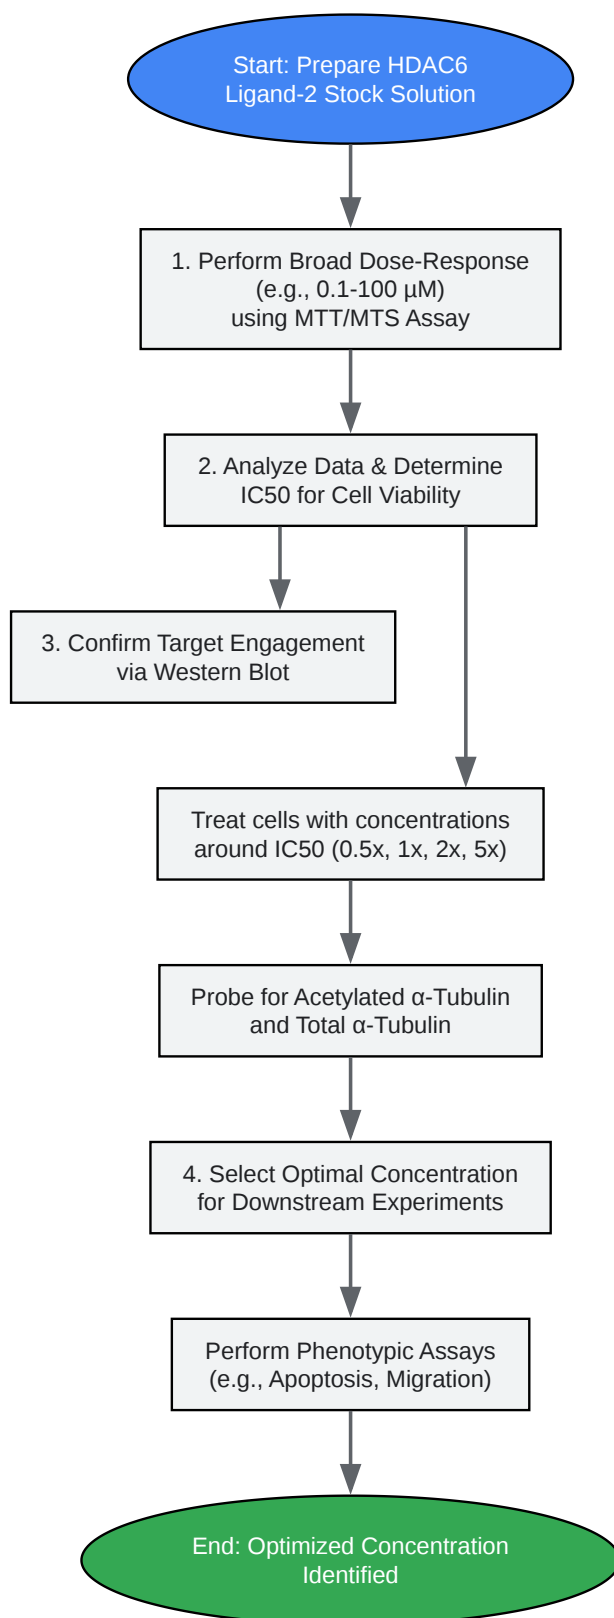 Start: Prepare HDAC6
Ligand-2 Stock Solution
1. Perform Broad Dose-Response
(e.g., 0.1-100 µM)
using MTT/MTS Assay
2. Analyze Data & Determine
IC50 for Cell Viability
3. Confirm Target Engagement
via Western Blot
Treat cells with concentrations
around IC50 (0.5x, 1x, 2x, 5x)
Probe for Acetylated α-Tubulin
and Total α-Tubulin
4. Select Optimal Concentration
for Downstream Experiments
Perform Phenotypic Assays
(e.g., Apoptosis, Migration)
End: Optimized Concentration
Identified